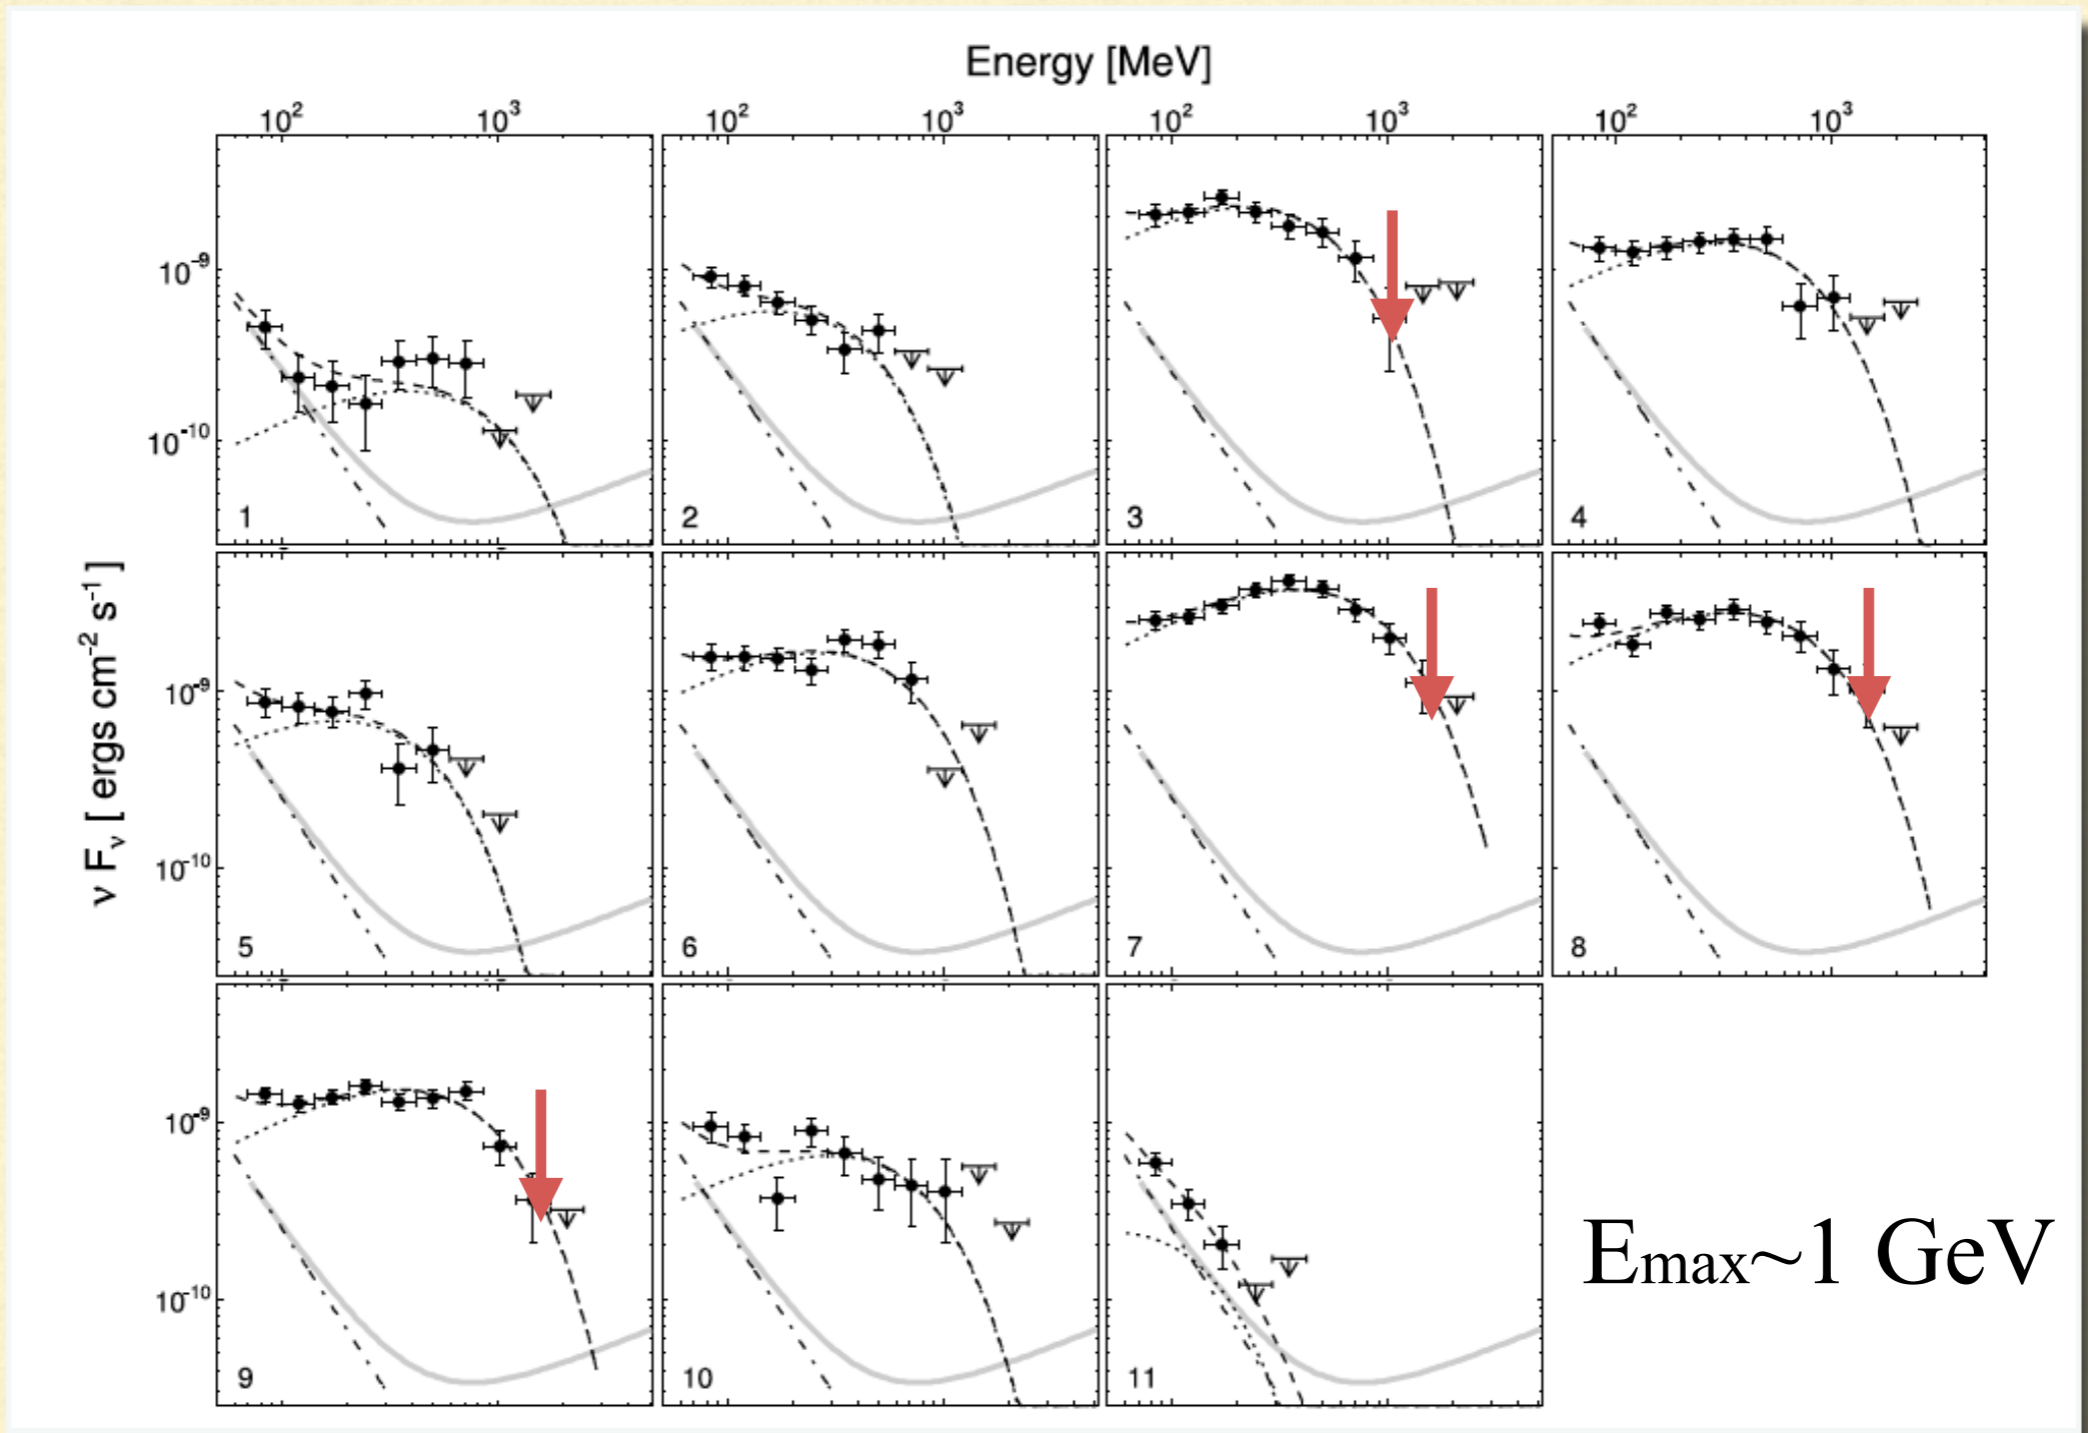 Energy [MeV]
10² 10³ 10² 10³ 10² 10³ 10² 10³
10⁻⁹
10⁻¹⁰
1 2 3 4
ν Fν [ ergs cm⁻² s⁻¹ ]
10⁻⁹
10⁻¹⁰
5 6 7 8
10⁻⁹
Emax~1 GeV
10⁻¹⁰
9 10 11